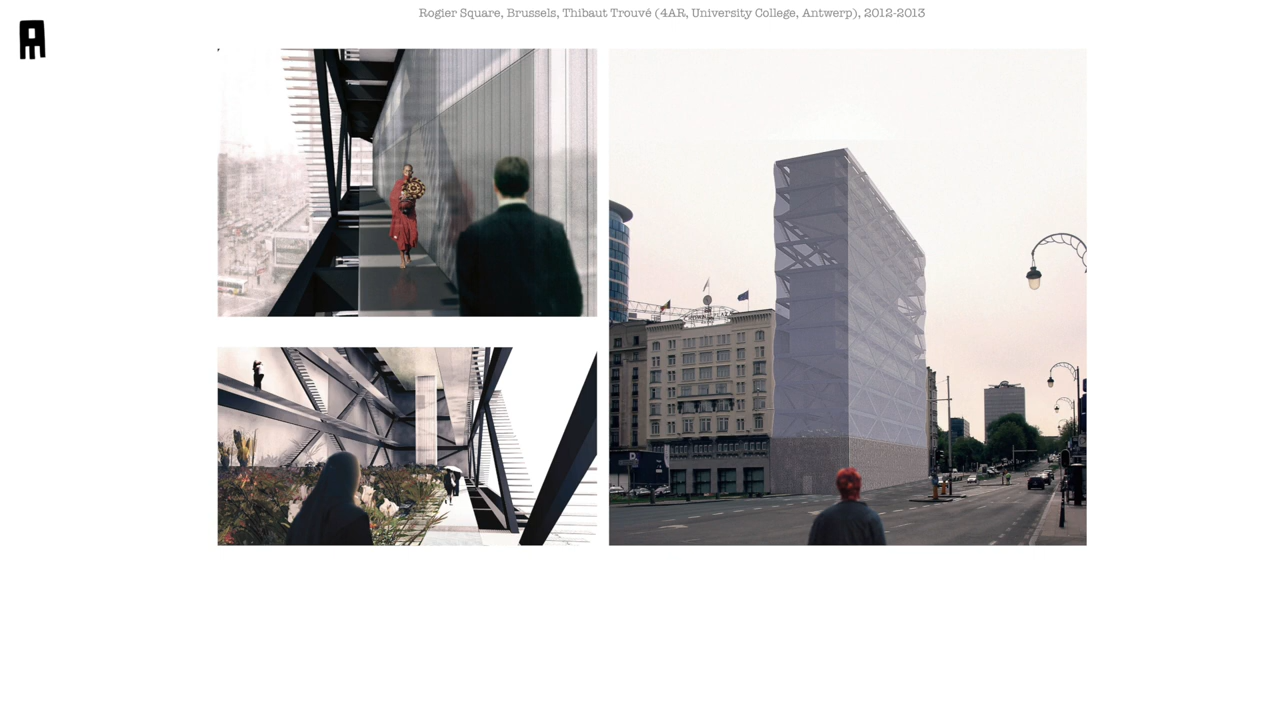 Rogier Square, Brussels, Thibaut Trouvé (4AR, University College, Antwerp), 2012-2013